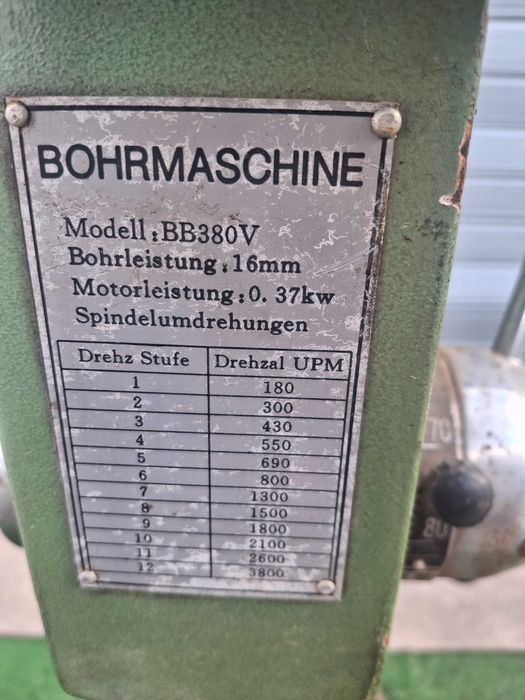 BOHRMASCHINE
Modell:BB380V
Bohrleistung:16mm
Motorleistung:0.37kw
Spindelumdrehungen
Drehz Stufe Drehzal UPM
1 180
2 300
3 430
4 550
5 690
6 800
7 1300
8 1500
9 1800
10 2100
11 2600
12 3800
80